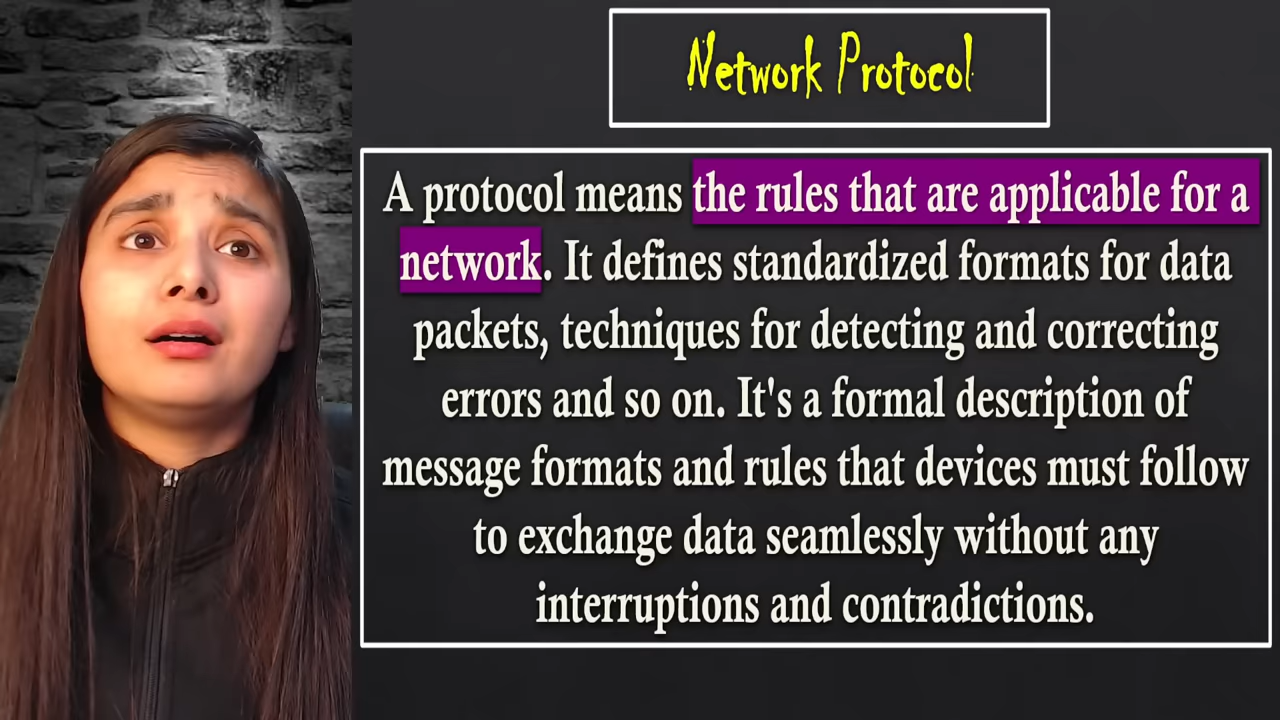 Network Protocol
A protocol means the rules that are applicable for a
network. It defines standardized formats for data
packets, techniques for detecting and correcting
errors and so on. It's a formal description of
message formats and rules that devices must follow
to exchange data seamlessly without any
interruptions and contradictions.